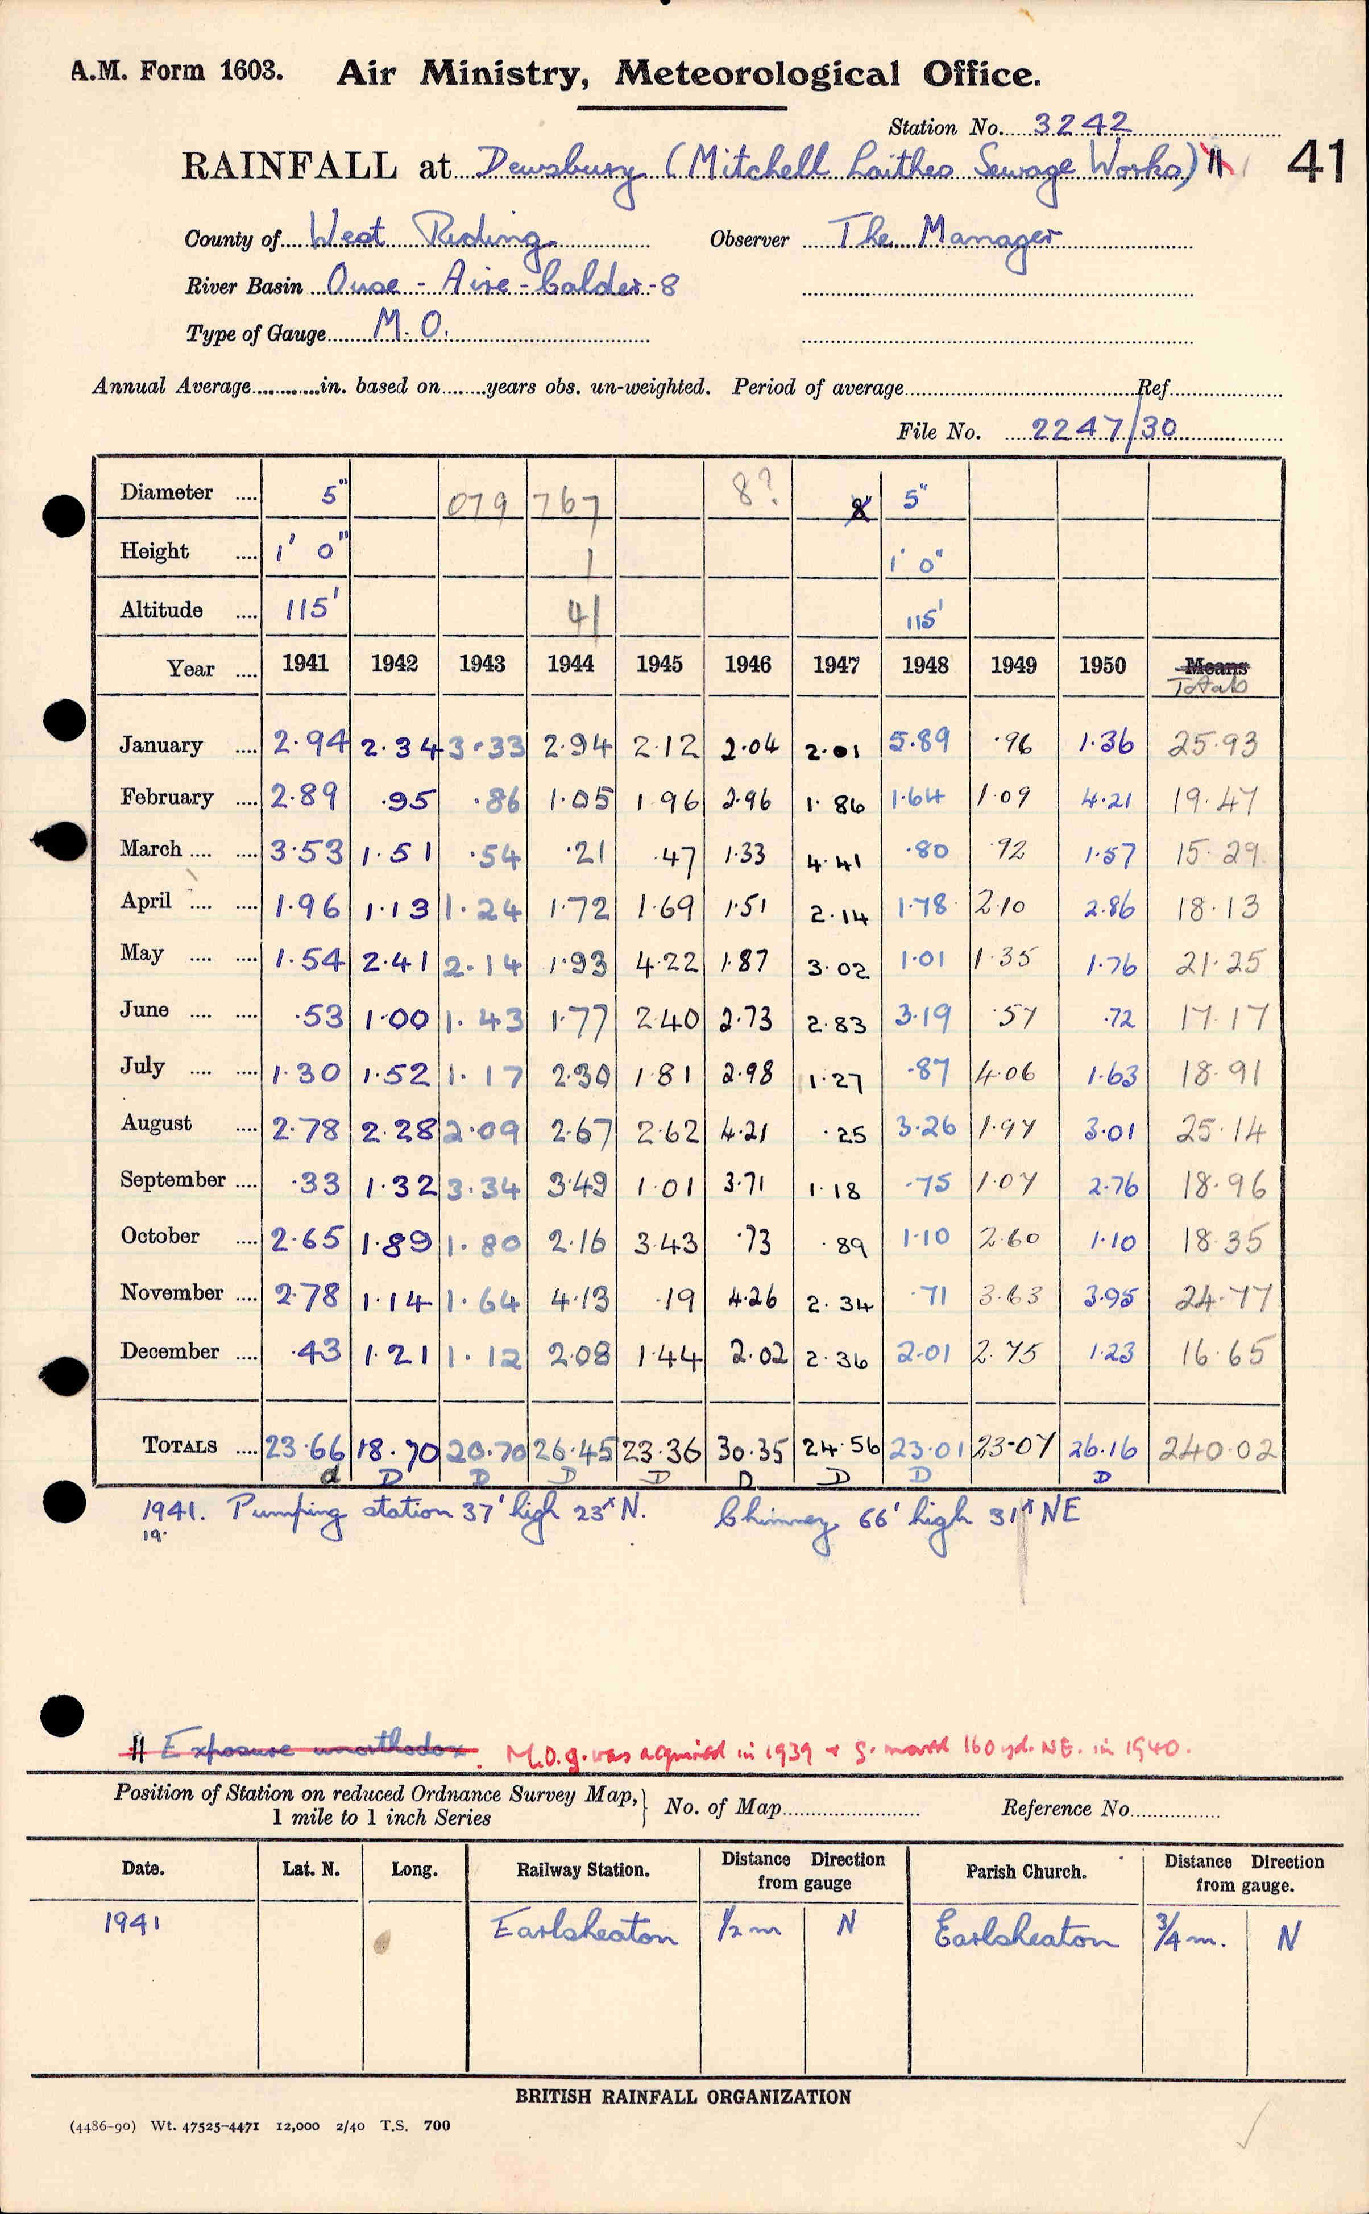 A.M. Form 1603. Air Ministry, Meteorological Office.
Station No. 3242
RAINFALL at Dewsbury (Mitchell Laithes Sewage Works) H 41
County of West Riding Observer The Manager
River Basin Ouse - Aire - Calder - 8
Type of Gauge M.O.
Annual Average in. based on years obs. un-weighted. Period of average Ref
File No. 2247/30
Diameter 5" 079 767 8? 8 5"
Height 1' 0" 1 1' 0"
Altitude 115' 41 115'
Year 1941 1942 1943 1944 1945 1946 1947 1948 1949 1950 Means
Totals
January 2.94 2.34 3.33 2.94 2.12 2.04 2.01 5.89 .96 1.36 25.93
February 2.89 .95 .86 1.05 1.96 2.96 1.86 1.64 1.09 4.21 19.47
March 3.53 1.51 .54 .21 .47 1.33 4.41 .80 .92 1.57 15.29
April 1.96 1.13 1.24 1.72 1.69 1.51 2.14 1.78 2.10 2.86 18.13
May 1.54 2.41 2.14 1.93 4.22 1.87 3.02 1.01 1.35 1.76 21.25
June .53 1.00 1.43 1.77 2.40 2.73 2.83 3.19 .57 .72 17.17
July 1.30 1.52 1.17 2.30 1.81 2.98 1.27 .87 4.06 1.63 18.91
August 2.78 2.28 2.09 2.67 2.62 4.21 .25 3.26 1.97 3.01 25.14
September .33 1.32 3.34 3.49 1.01 3.71 1.18 .75 1.07 2.76 18.96
October 2.65 1.89 1.80 2.16 3.43 .73 .89 1.10 2.60 1.10 18.35
November 2.78 1.14 1.64 4.13 .19 4.26 2.34 .71 3.63 3.95 24.77
December .43 1.21 1.12 2.08 1.44 2.02 2.36 2.01 2.75 1.23 16.65
TOTALS 23.66 18.70 20.70 26.45 23.36 30.35 24.56 23.01 23.07 26.16 240.02
d D D D D D D D D
1941. Pumping station 37' high 23ˣ N. Chimney 66' high 31ˣ NE
19.
H Exposure unorthodox. M.O. g. was acquired in 1939 + g. moved 160 yd. NE. in 1940.
Position of Station on reduced Ordnance Survey Map, 1 mile to 1 inch Series } No. of Map Reference No.
Date. Lat. N. Long. Railway Station. Distance Direction from gauge Parish Church. Distance Direction from gauge.
1941 Earlsheaton 1/2 m N Earlsheaton 3/4 m. N
BRITISH RAINFALL ORGANIZATION
(4486-90) Wt. 47525-4471 12,000 2/40 T.S. 700